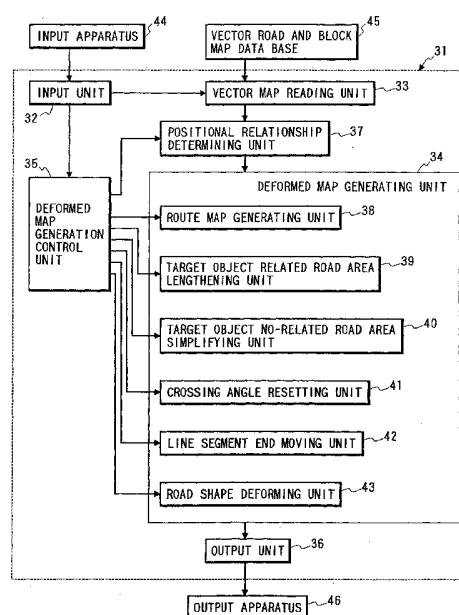 44
INPUT APPARATUS
45
VECTOR ROAD AND BLOCK
MAP DATA BASE
31
INPUT UNIT
32
VECTOR MAP READING UNIT
33
POSITIONAL RELATIONSHIP
DETERMINING UNIT
37
35
DEFORMED
MAP
GENERATION
CONTROL
UNIT
34
DEFORMED MAP GENERATING UNIT
ROUTE MAP GENERATING UNIT
38
TARGET OBJECT RELATED ROAD AREA
LENGTHENING UNIT
39
TARGET OBJECT NO-RELATED ROAD AREA
SIMPLIFYING UNIT
40
CROSSING ANGLE RESETTING UNIT
41
LINE SEGMENT END MOVING UNIT
42
ROAD SHAPE DEFORMING UNIT
43
OUTPUT UNIT
36
OUTPUT APPARATUS
46